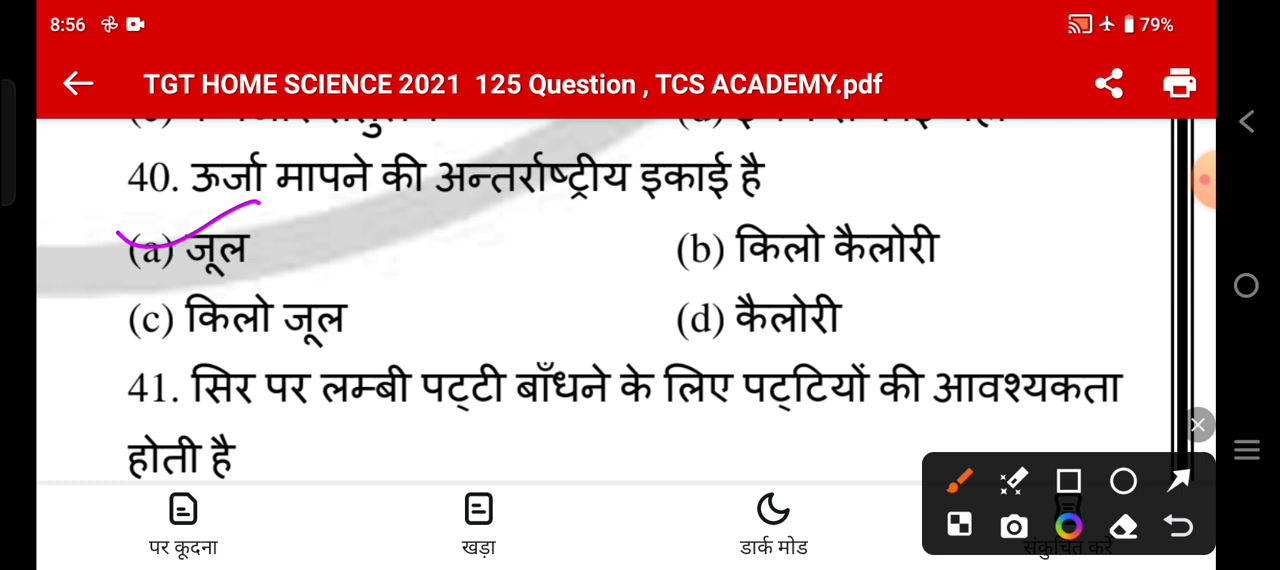 8:56
79%
TGT HOME SCIENCE 2021 125 Question , TCS ACADEMY.pdf
40. ऊर्जा मापने की अन्तर्राष्ट्रीय इकाई है
(a) जूल (b) किलो कैलोरी
(c) किलो जूल (d) कैलोरी
41. सिर पर लम्बी पट्टी बाँधने के लिए पट्टियों की आवश्यकता
होती है
पर कूदना खड़ा डार्क मोड संकुचित करें